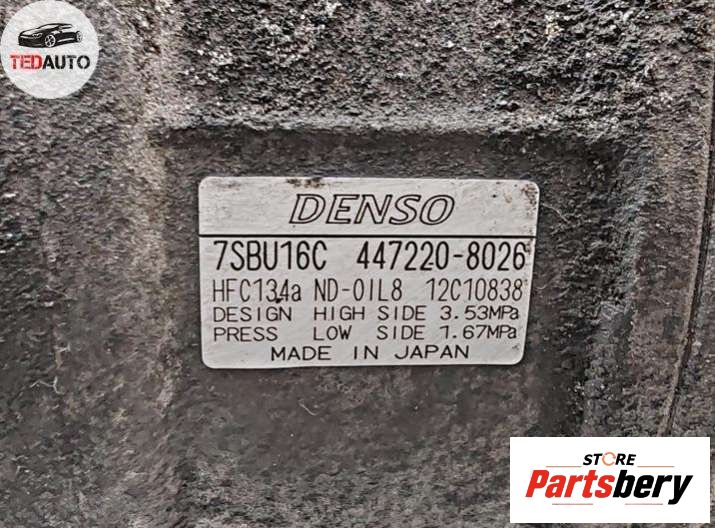 TEDAUTO
DENSO
7SBU16C 447220-8026
HFC134a ND-OIL8 12C10838
DESIGN HIGH SIDE 3.53MPa
PRESS LOW SIDE 1.67MPa
MADE IN JAPAN
STORE
Partsbery